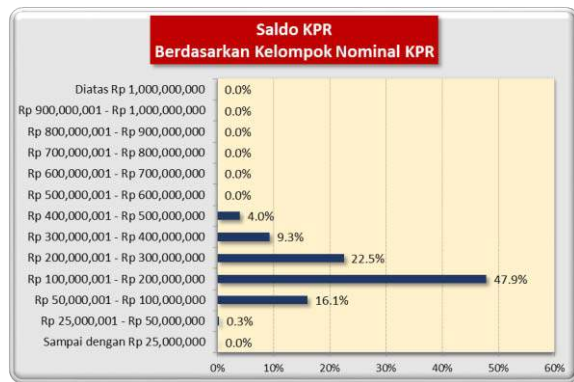 Saldo KPR
Berdasarkan Kelompok Nominal KPR
Diatas Rp 1,000,000,000 0.0%
Rp 900,000,001 - Rp 1,000,000,000 0.0%
Rp 800,000,001 - Rp 900,000,000 0.0%
Rp 700,000,001 - Rp 800,000,000 0.0%
Rp 600,000,001 - Rp 700,000,000 0.0%
Rp 500,000,001 - Rp 600,000,000 0.0%
Rp 400,000,001 - Rp 500,000,000 4.0%
Rp 300,000,001 - Rp 400,000,000 9.3%
Rp 200,000,001 - Rp 300,000,000 22.5%
Rp 100,000,001 - Rp 200,000,000 47.9%
Rp 50,000,001 - Rp 100,000,000 16.1%
Rp 25,000,001 - Rp 50,000,000 0.3%
Sampai dengan Rp 25,000,000 0.0%
0% 10% 20% 30% 40% 50% 60%